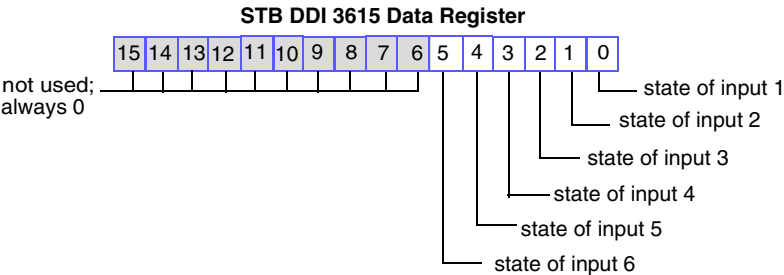 STB DDI 3615 Data Register
15 14 13 12 11 10 9 8 7 6 5 4 3 2 1 0
not used;
always 0
state of input 1
state of input 2
state of input 3
state of input 4
state of input 5
state of input 6